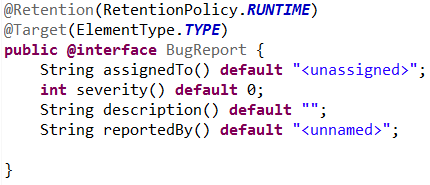 @Retention(RetentionPolicy.RUNTIME)
@Target(ElementType.TYPE)
public @interface BugReport {
    String assignedTo() default "<unassigned>";
    int severity() default 0;
    String description() default "";
    String reportedBy() default "<unnamed>";
}